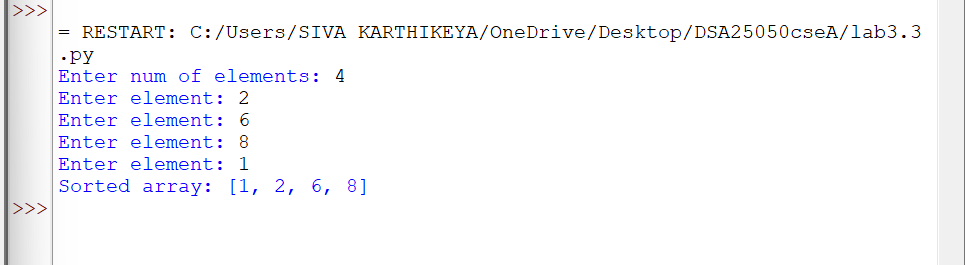 >>>
= RESTART: C:/Users/SIVA KARTHIKEYA/OneDrive/Desktop/DSA25050cseA/lab3.3
.py
Enter num of elements: 4
Enter element: 2
Enter element: 6
Enter element: 8
Enter element: 1
Sorted array: [1, 2, 6, 8]
>>>